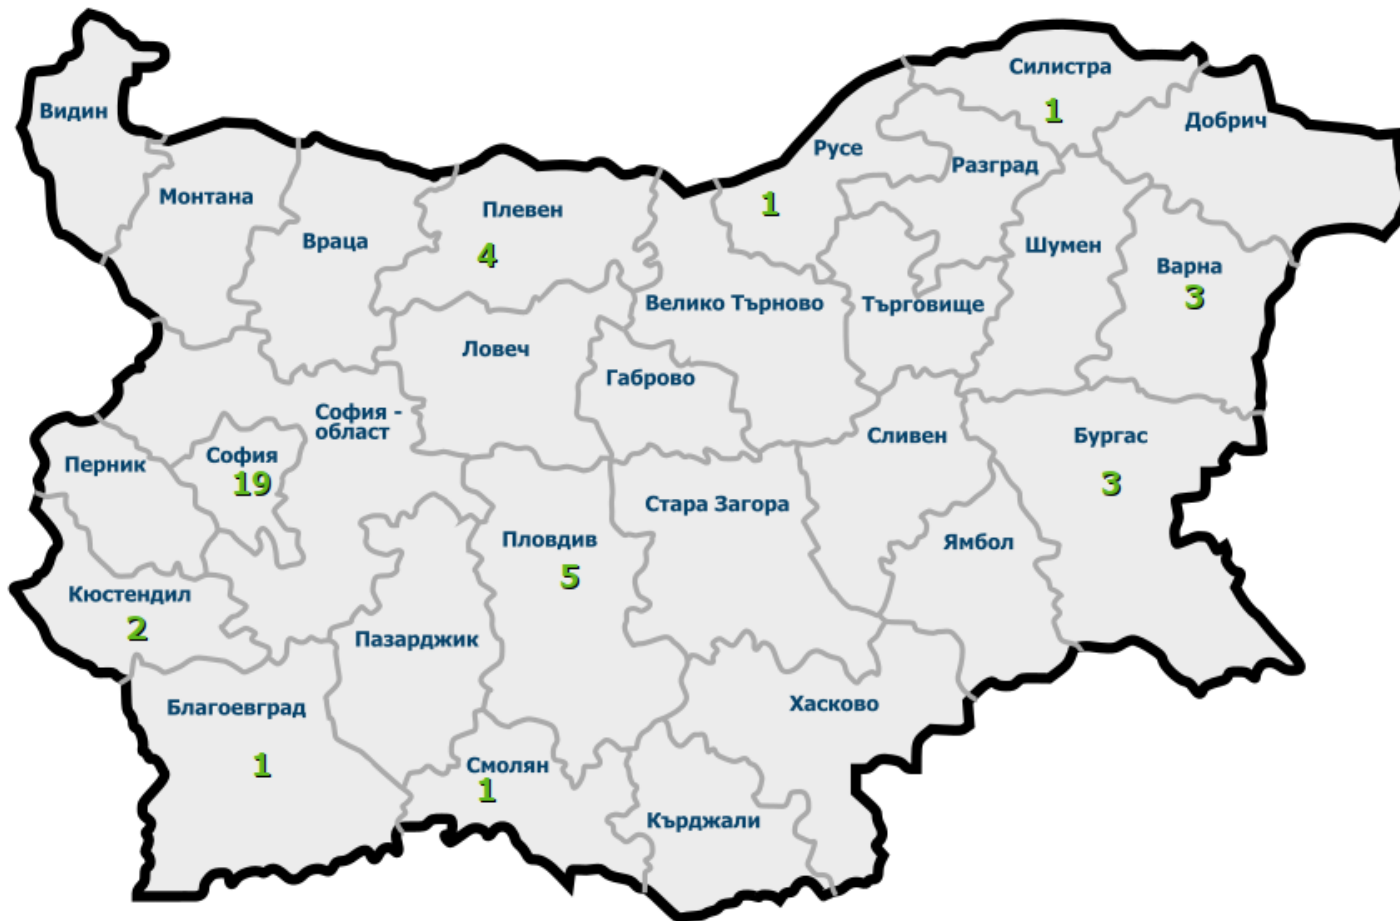 Силистра
1
Видин
Добрич
Русе
1
Разград
Монтана
Плевен
4
Враца
Шумен
Варна
3
Велико Търново
Търговище
Ловеч
Габрово
София -
област
София
19
Перник
Сливен
Бургас
3
Стара Загора
Пловдив
5
Ямбол
Кюстендил
2
Пазарджик
Благоевград
1
Хасково
Смолян
1
Кърджали